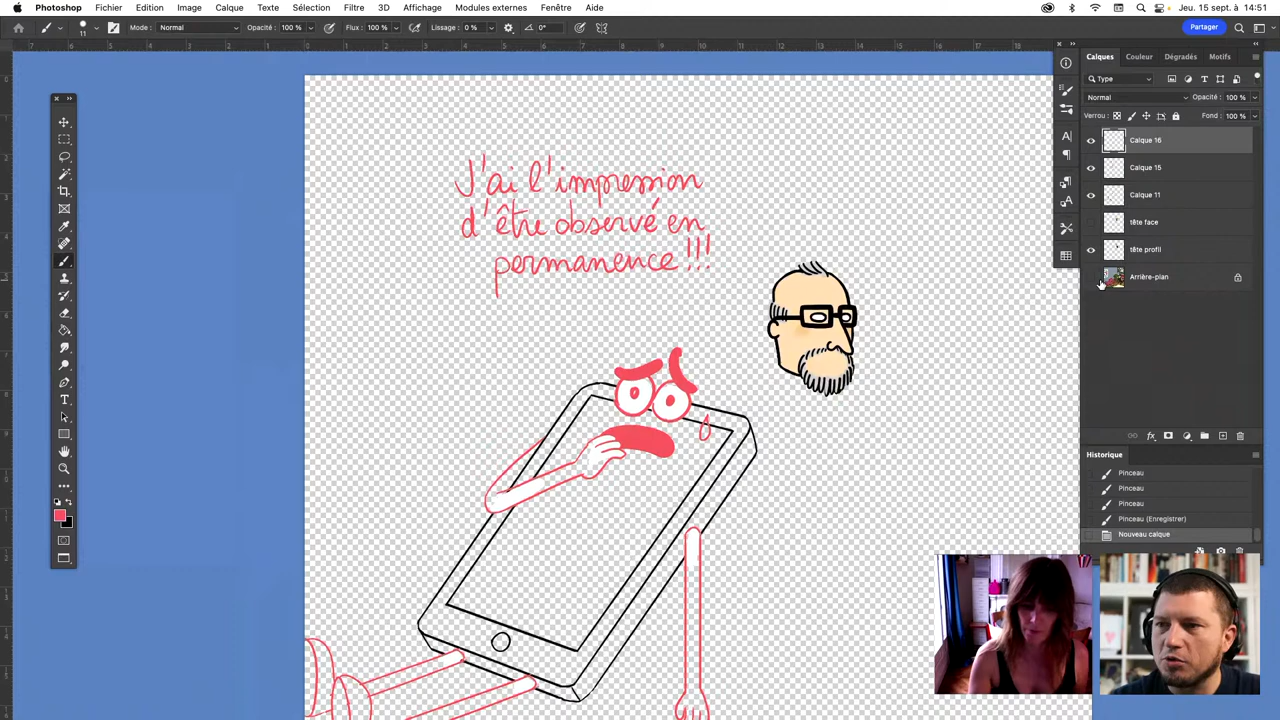 Photoshop Fichier Edition Image Calque Texte Sélection Filtre 3D Affichage Modules externes Fenêtre Aide Jeu. 15 sept. à 14:51
11 Mode : Normal Opacité : 100 % Flux : 100 % Lissage : 0 % 0° Partager
Calques Couleur Dégradés Motifs
Type
Normal Opacité : 100 %
Verrou : Fond : 100 %
Calque 16
Calque 15
Calque 11
tête face
tête profil
Arrière-plan
J'ai l'impression
d'être observé en
permanence !!!
Historique
Pinceau
Pinceau
Pinceau
Pinceau (Enregistrer)
Nouveau calque